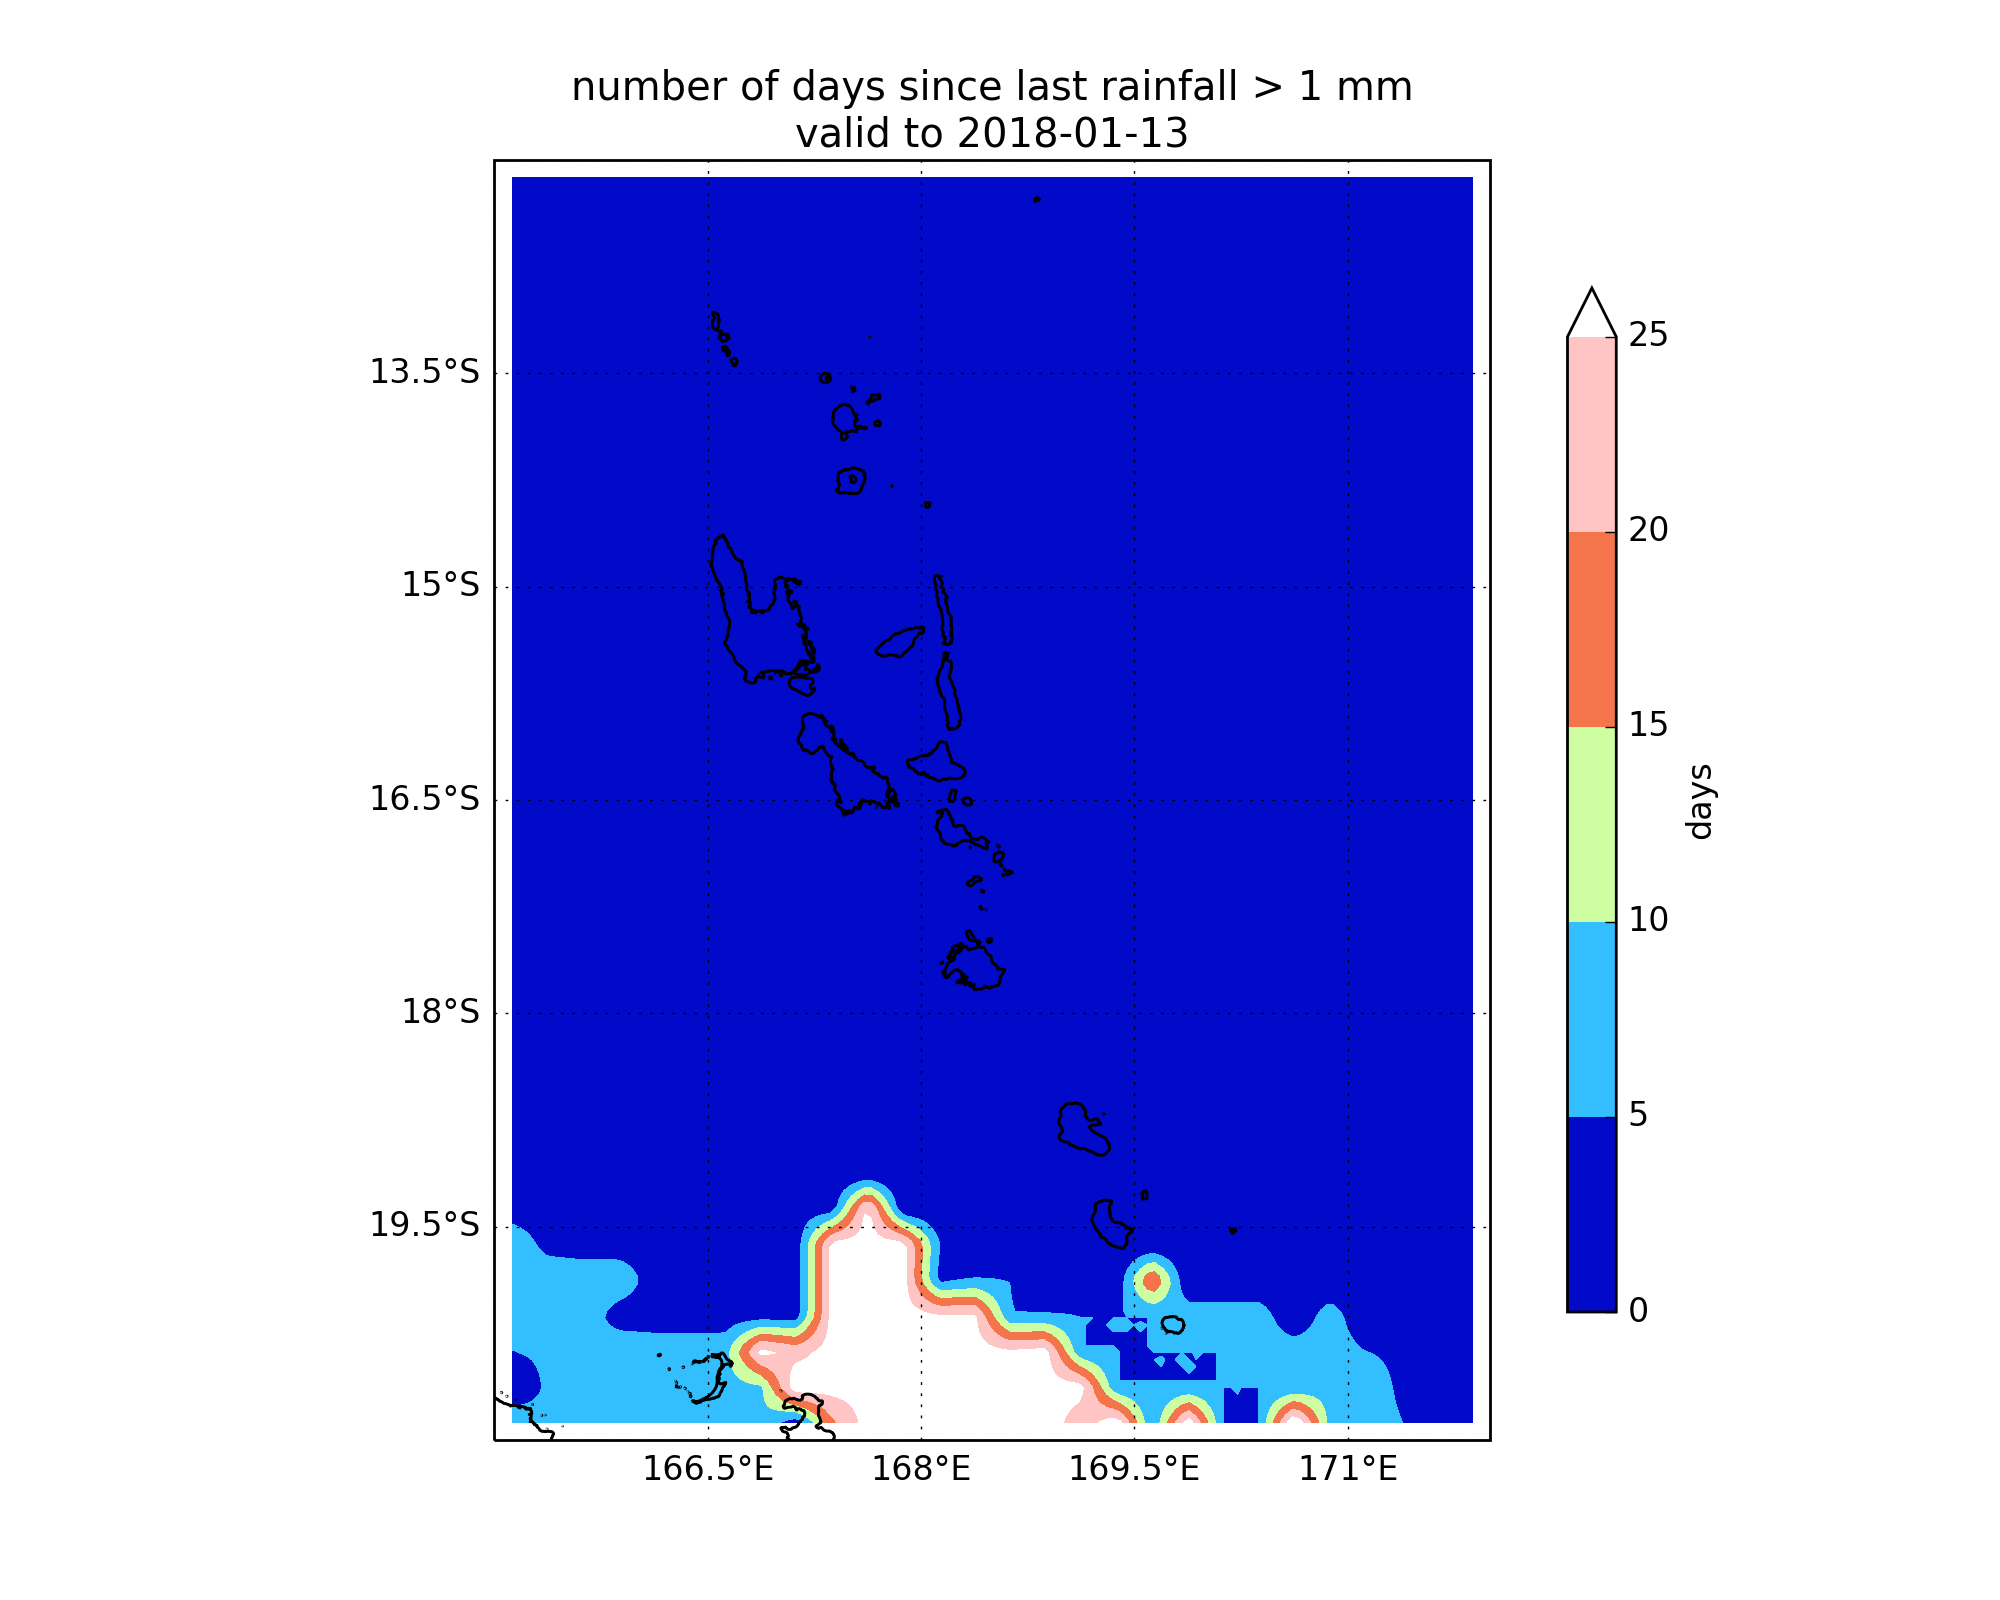 number of days since last rainfall > 1 mm
valid to 2018-01-13
13.5°S
15°S
16.5°S
18°S
19.5°S
166.5°E
168°E
169.5°E
171°E
25
20
15
10
5
0
days